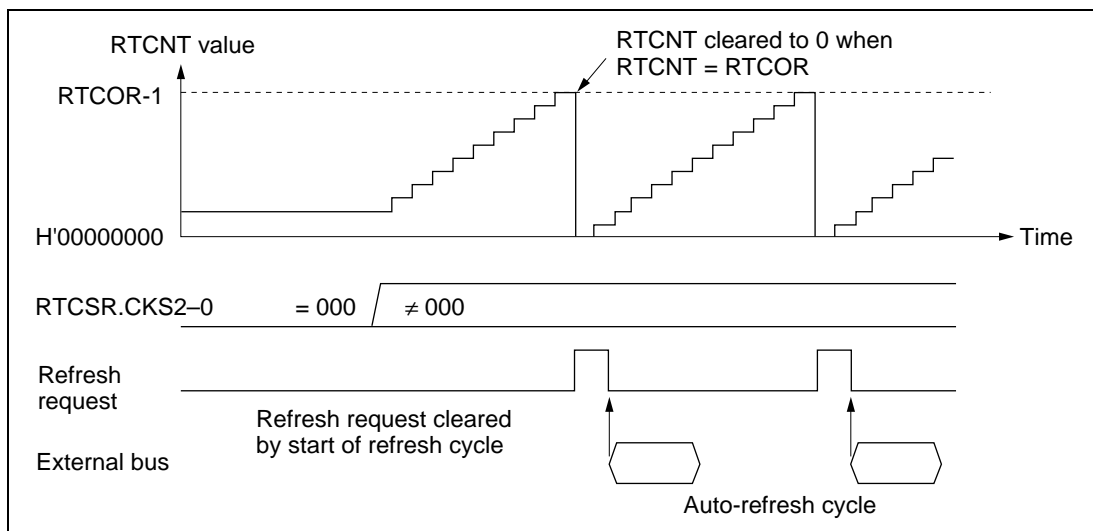 RTCNT value
RTCNT cleared to 0 when
RTCNT = RTCOR
RTCOR-1
H'00000000
Time
RTCSR.CKS2–0 = 000 ≠ 000
Refresh
request
Refresh request cleared
by start of refresh cycle
External bus
Auto-refresh cycle